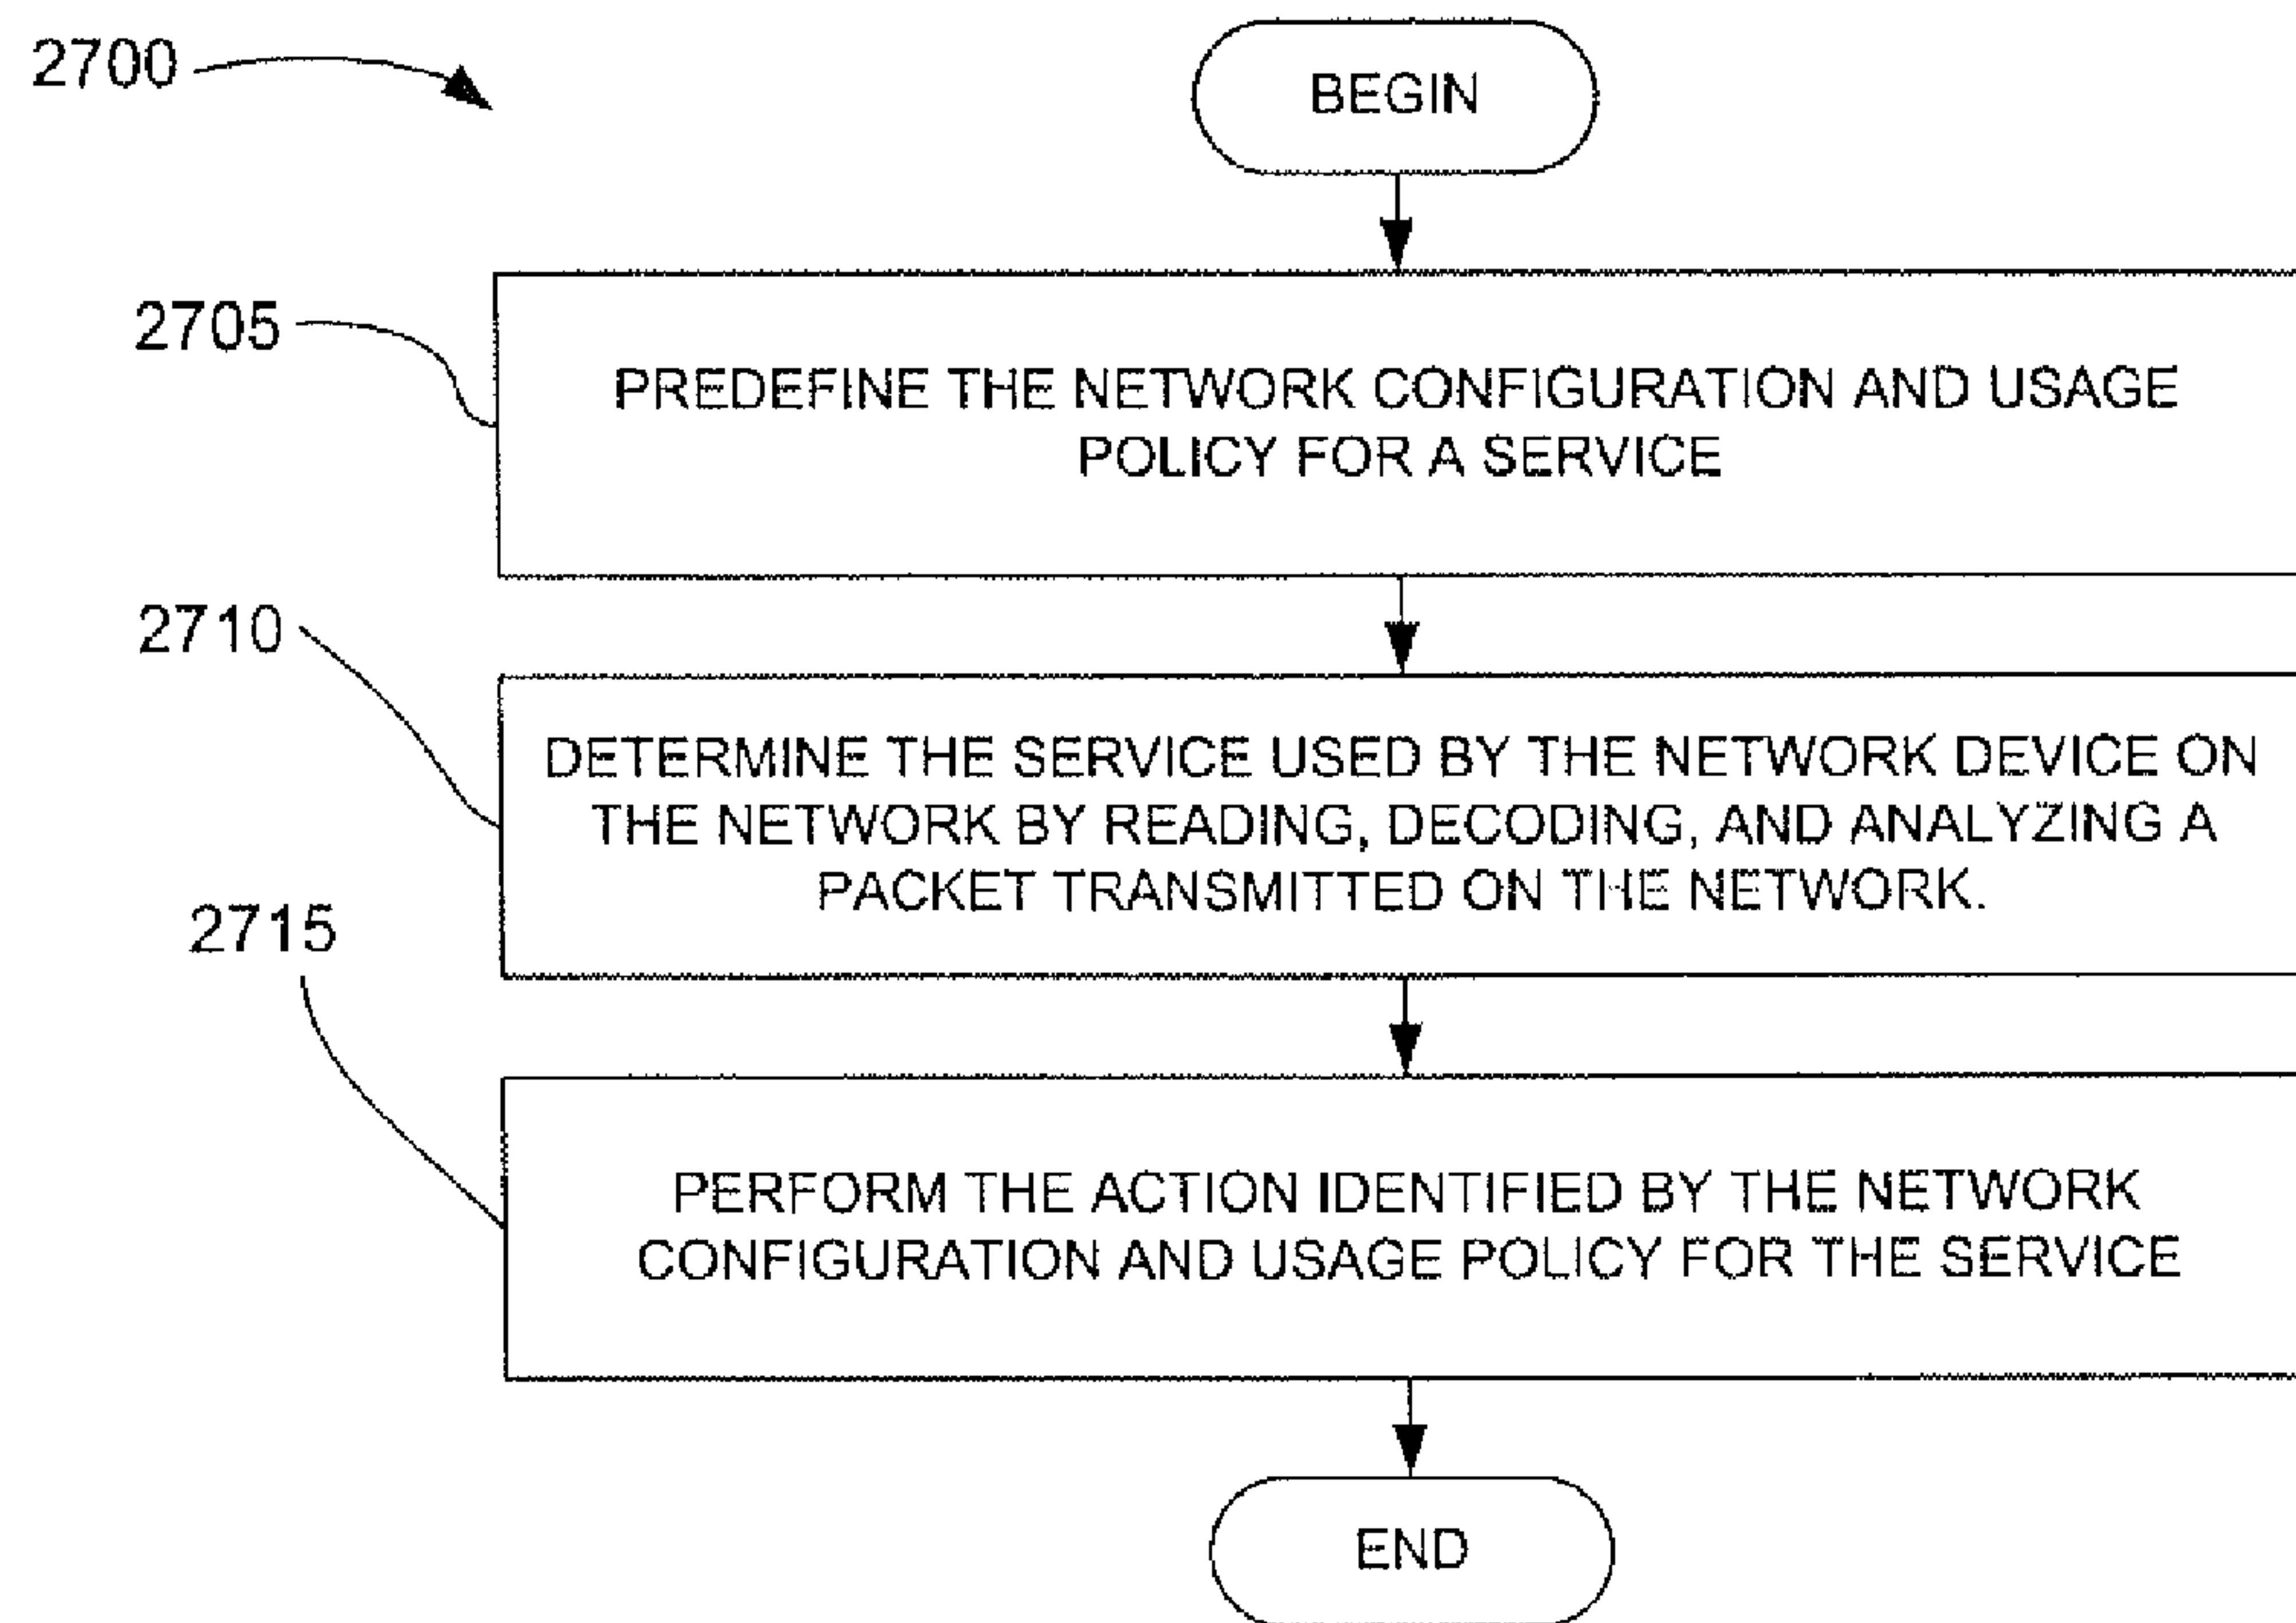 2700
BEGIN
2705
PREDEFINE THE NETWORK CONFIGURATION AND USAGE
POLICY FOR A SERVICE
2710
DETERMINE THE SERVICE USED BY THE NETWORK DEVICE ON
THE NETWORK BY READING, DECODING, AND ANALYZING A
PACKET TRANSMITTED ON THE NETWORK.
2715
PERFORM THE ACTION IDENTIFIED BY THE NETWORK
CONFIGURATION AND USAGE POLICY FOR THE SERVICE
END